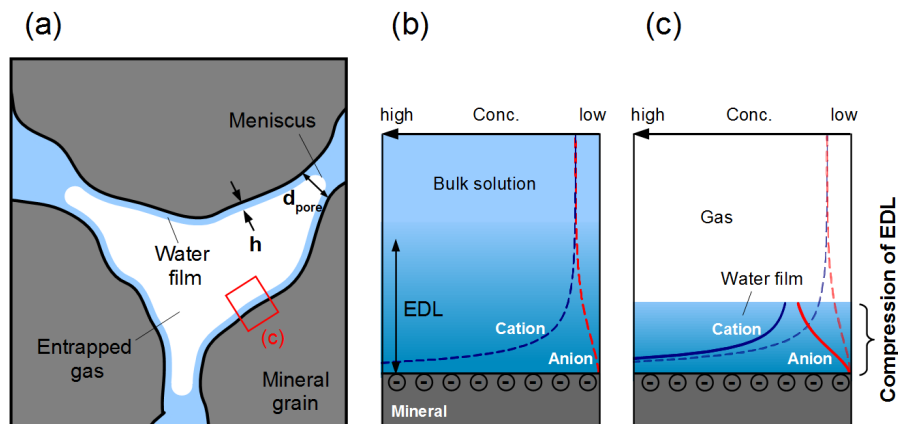 (a)
Meniscus
d pore
h
Water
film
(c)
Entrapped
gas
Mineral
grain
(b)
high Conc. low
Bulk solution
EDL
Cation
Anion
Mineral
(c)
high Conc. low
Gas
Water film
Cation
Anion
Compression of EDL